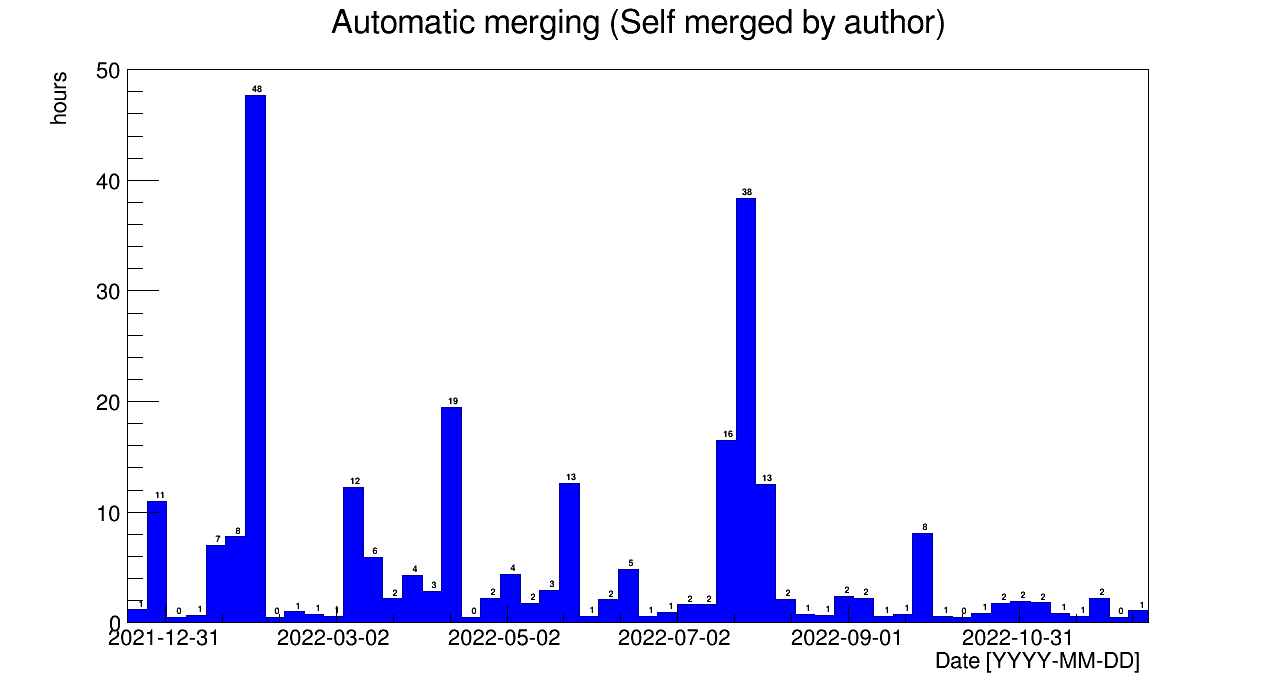 Automatic merging (Self merged by author)
hours
50
40
30
20
10
0
1 11 0 1 7 8 48 0 1 1 1 12 6 2 4 3 19 0 2 4 2 3 13 1 2 5 1 1 2 2 16 38 13 2 1 1 2 2 1 1 8 1 0 1 2 2 2 1 1 2 0 1
2021-12-31 2022-03-02 2022-05-02 2022-07-02 2022-09-01 2022-10-31
Date [YYYY-MM-DD]